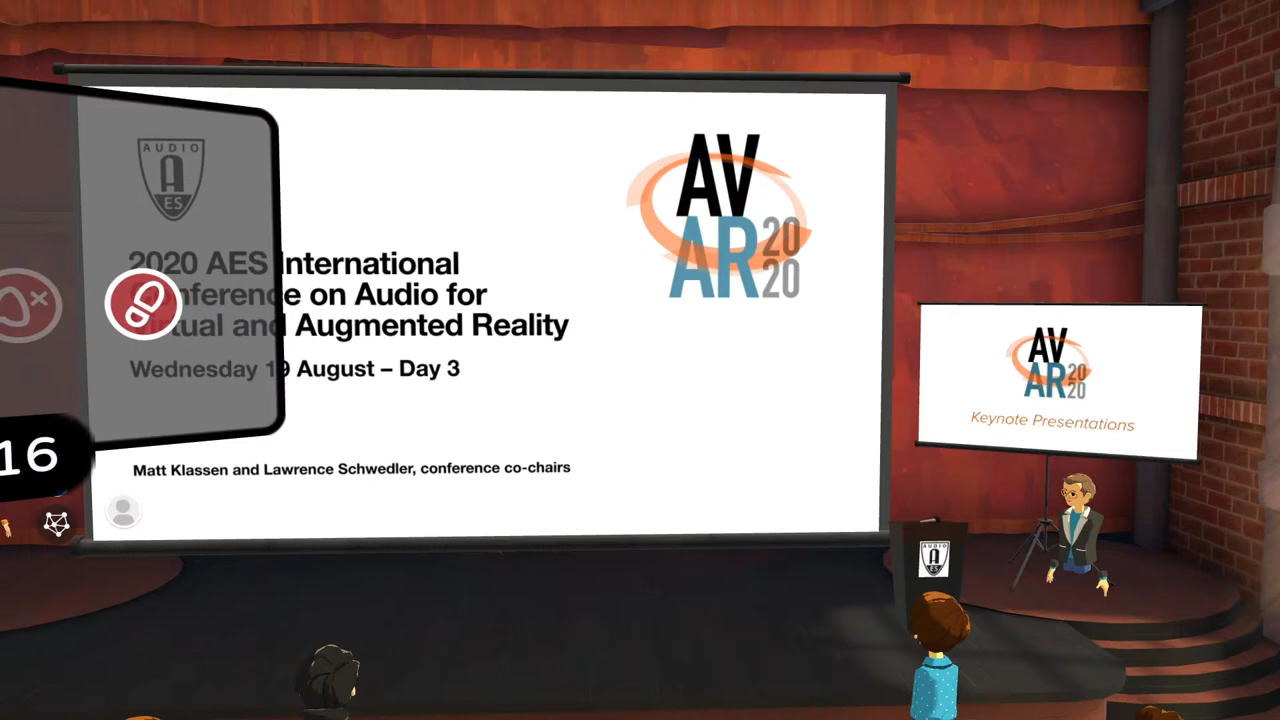 AUDIO
A
ES
2020 AES International
Conference on Audio for
Virtual and Augmented Reality
Wednesday 19 August – Day 3
Matt Klassen and Lawrence Schwedler, conference co-chairs
AV
AR 20
20
16
AV
AR 20
20
Keynote Presentations
AUDIO
A
ES